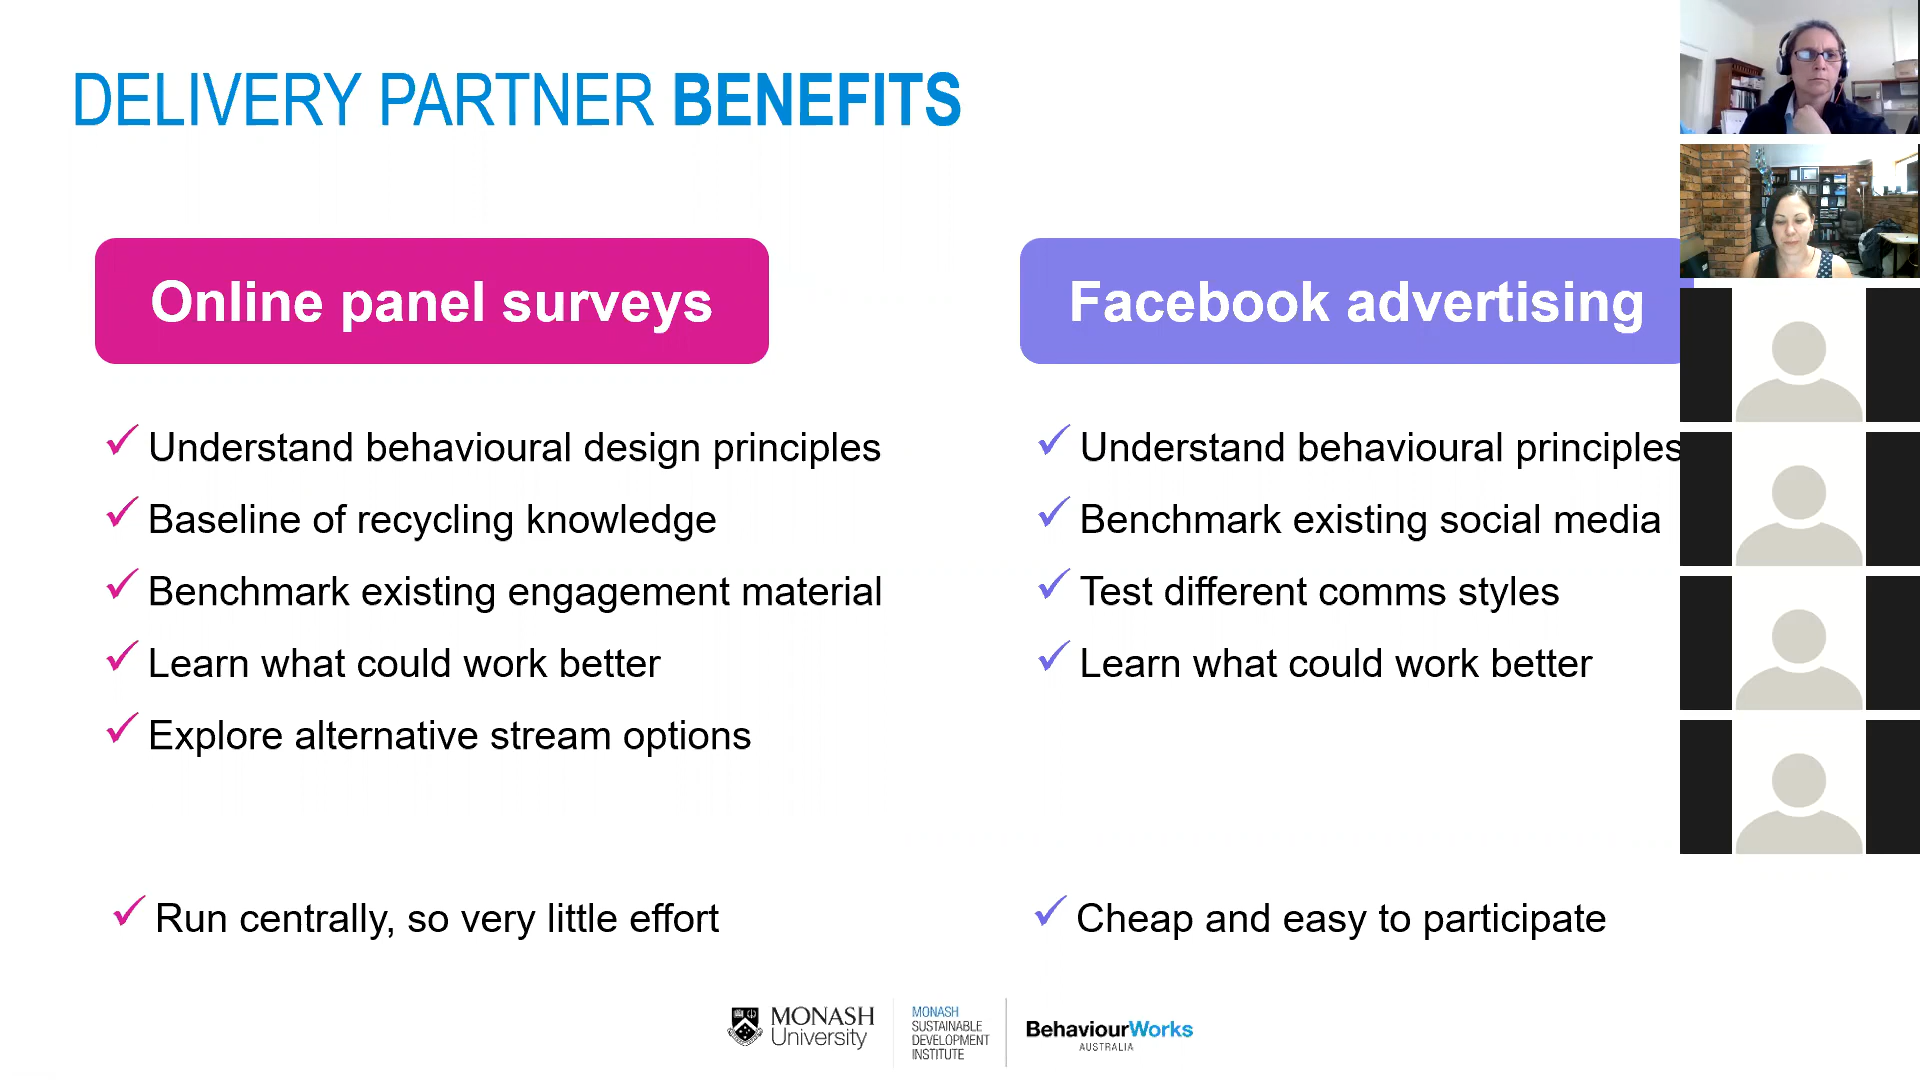 DELIVERY PARTNER BENEFITS
Online panel surveys
Understand behavioural design principles
Baseline of recycling knowledge
Benchmark existing engagement material
Learn what could work better
Explore alternative stream options
Run centrally, so very little effort
Facebook advertising
Understand behavioural principles
Benchmark existing social media
Test different comms styles
Learn what could work better
Cheap and easy to participate
MONASH
University
MONASH
SUSTAINABLE
DEVELOPMENT
INSTITUTE
BehaviourWorks
AUSTRALIA